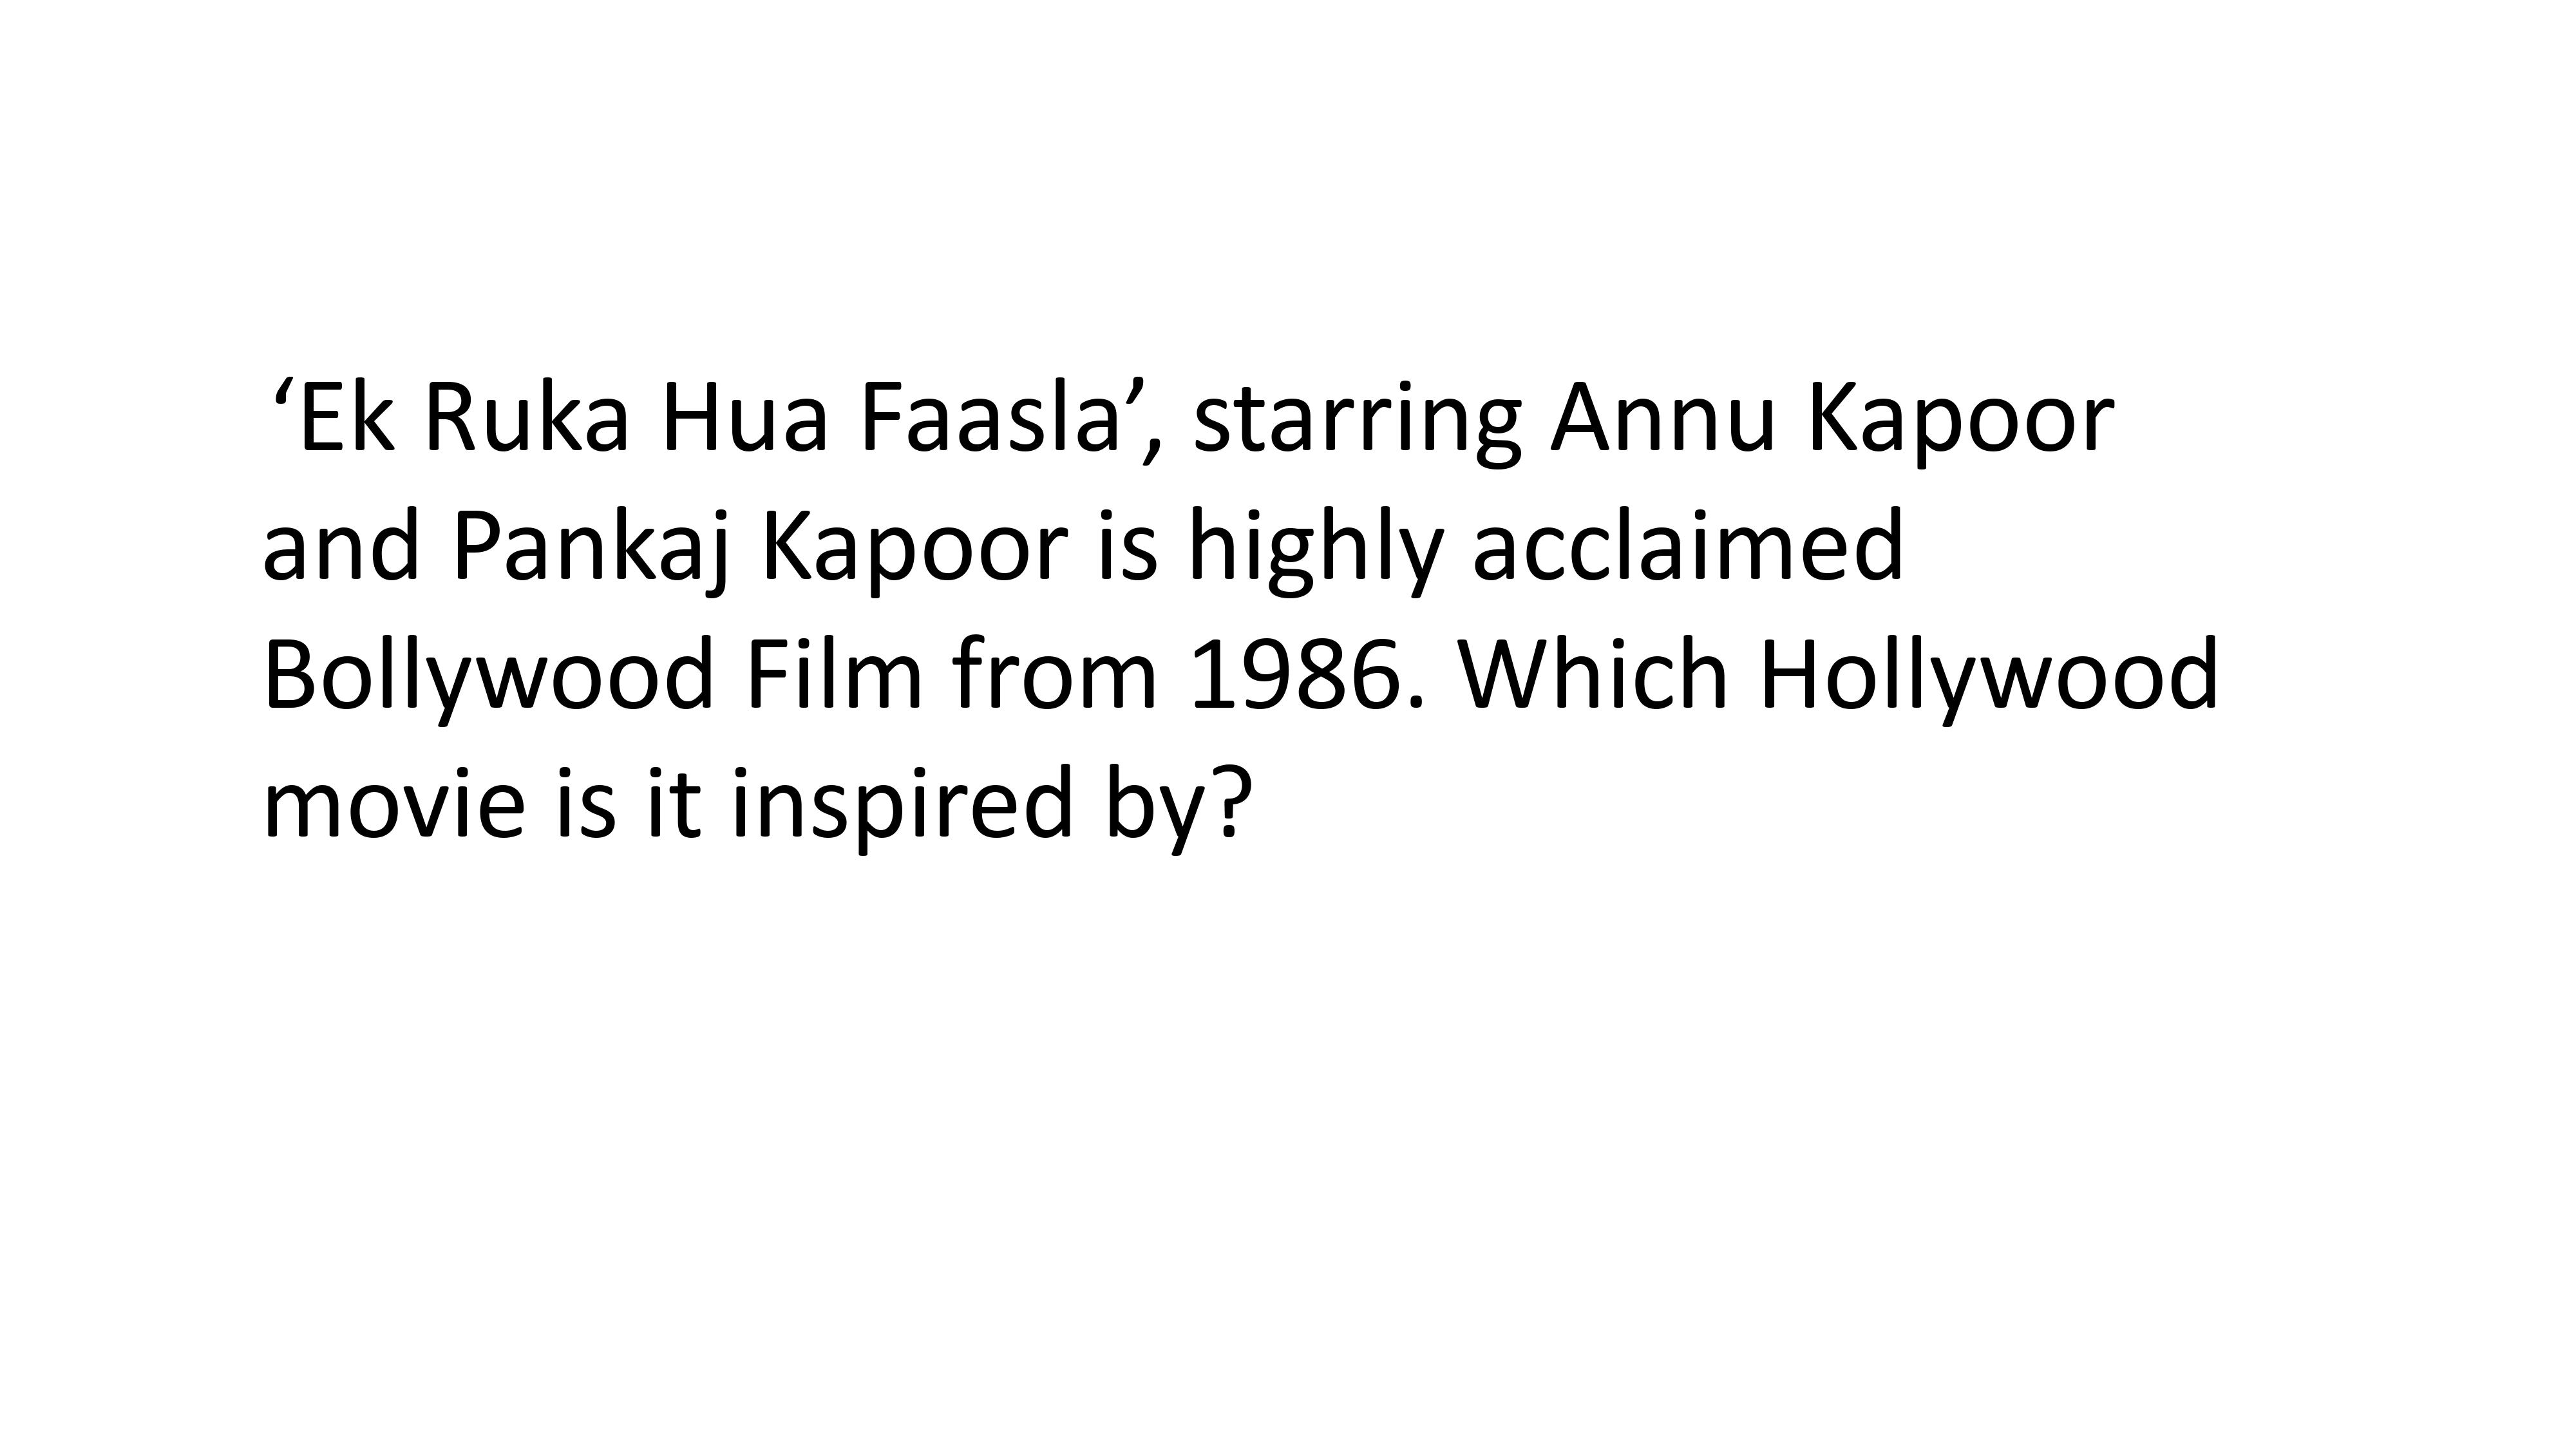 ‘Ek Ruka Hua Faasla’, starring Annu Kapoor
and Pankaj Kapoor is highly acclaimed
Bollywood Film from 1986. Which Hollywood
movie is it inspired by?